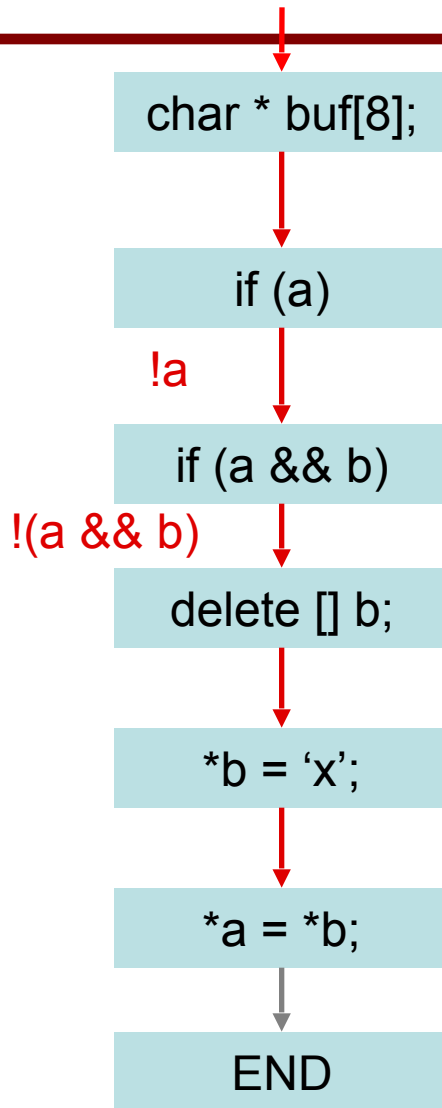 char * buf[8];
if (a)
!a
if (a && b)
!(a && b)
delete [] b;
*b = ‘x’;
*a = *b;
END